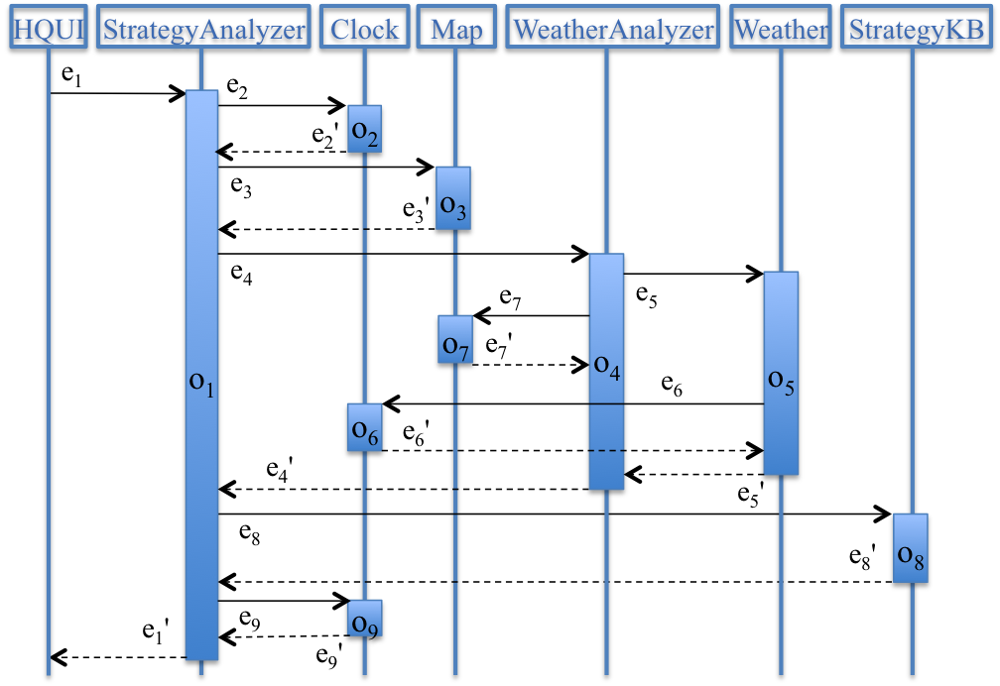 HQUI StrategyAnalyzer Clock Map WeatherAnalyzer Weather StrategyKB
e₁
e₂
o₂
e₂'
e₃
e₃' o₃
e₄
e₅
e₇
o₇ e₇'
o₁ o₄ o₅
e₆
o₆ e₆'
e₄'
e₅'
e₈
e₈' o₈
e₉ o₉
e₁'
e₉'